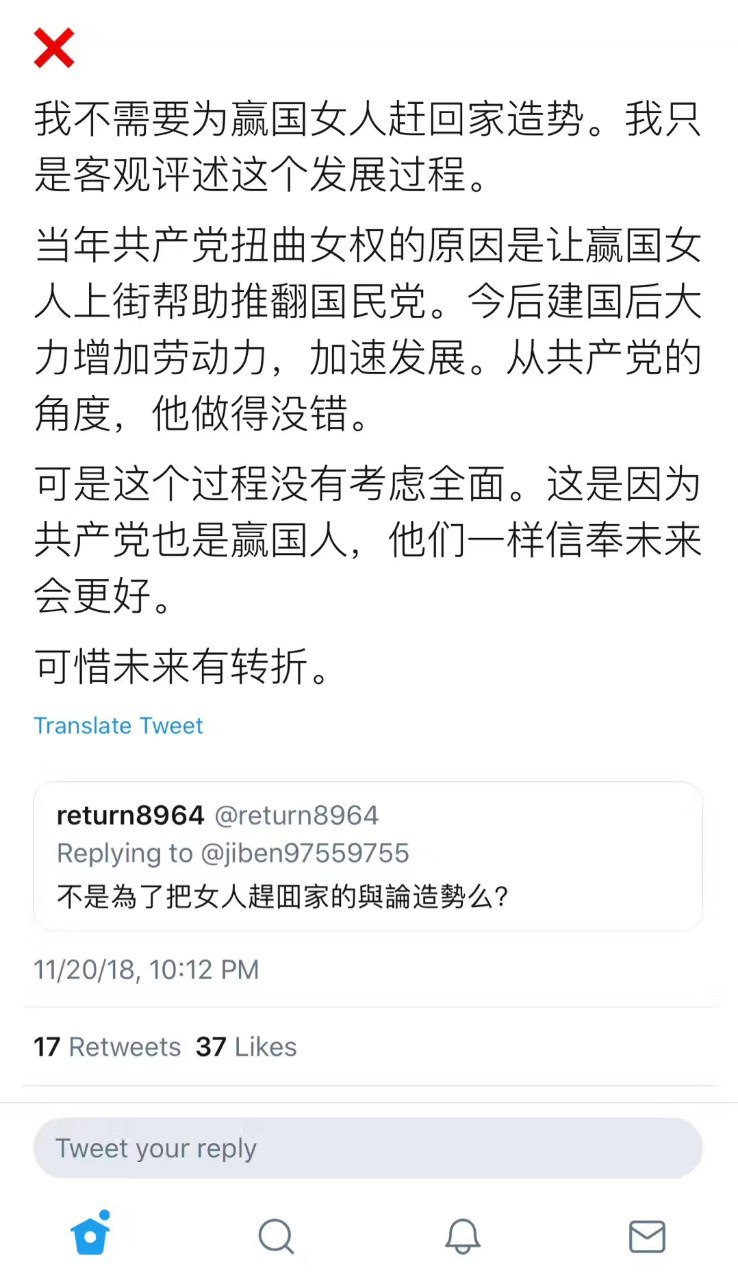 我不需要为赢国女人赶回家造势。我只
是客观评述这个发展过程。
当年共产党扭曲女权的原因是让赢国女
人上街帮助推翻国民党。今后建国后大
力增加劳动力，加速发展。从共产党的
角度，他做得没错。
可是这个过程没有考虑全面。这是因为
共产党也是赢国人，他们一样信奉未来
会更好。
可惜未来有转折。
Translate Tweet
return8964 @return8964
Replying to @jiben97559755
不是為了把女人趕囬家的與論造勢么？
11/20/18, 10:12 PM
17 Retweets 37 Likes
Tweet your reply